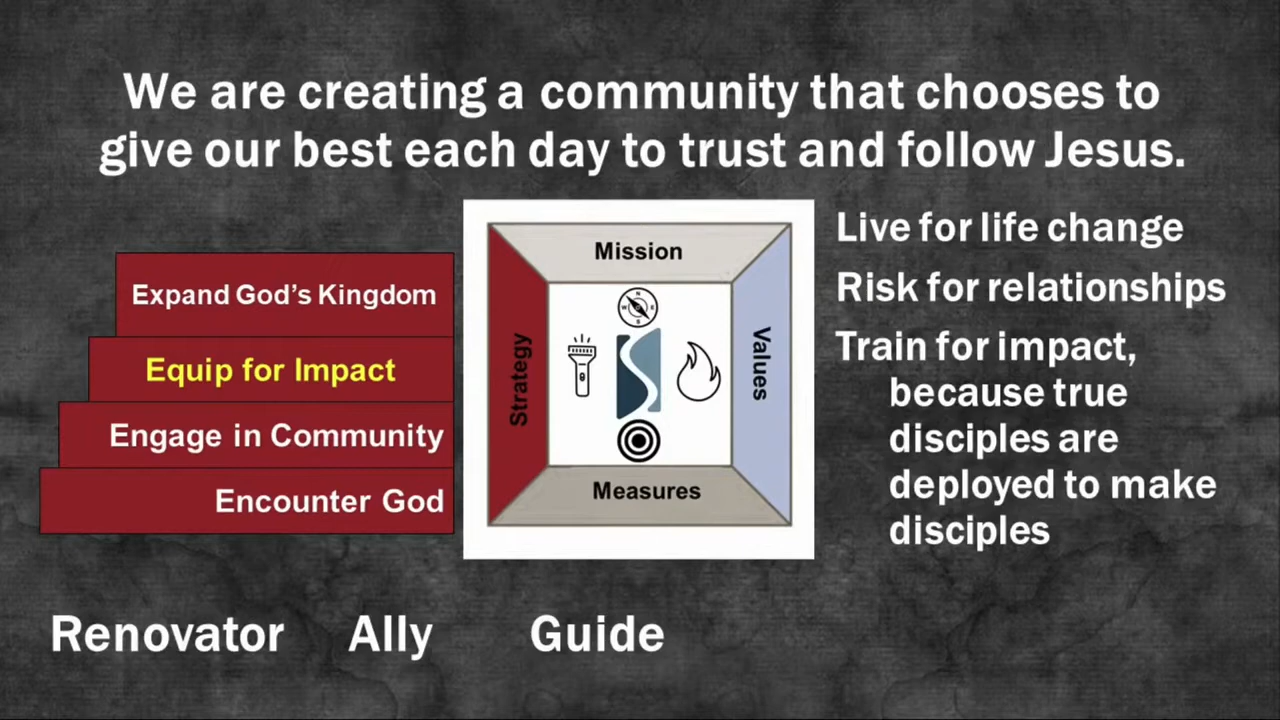 We are creating a community that chooses to
give our best each day to trust and follow Jesus.
Expand God's Kingdom
Equip for Impact
Engage in Community
Encounter God
Mission
Strategy
Values
Measures
N
W
E
S
Live for life change
Risk for relationships
Train for impact,
because true
disciples are
deployed to make
disciples
Renovator Ally Guide